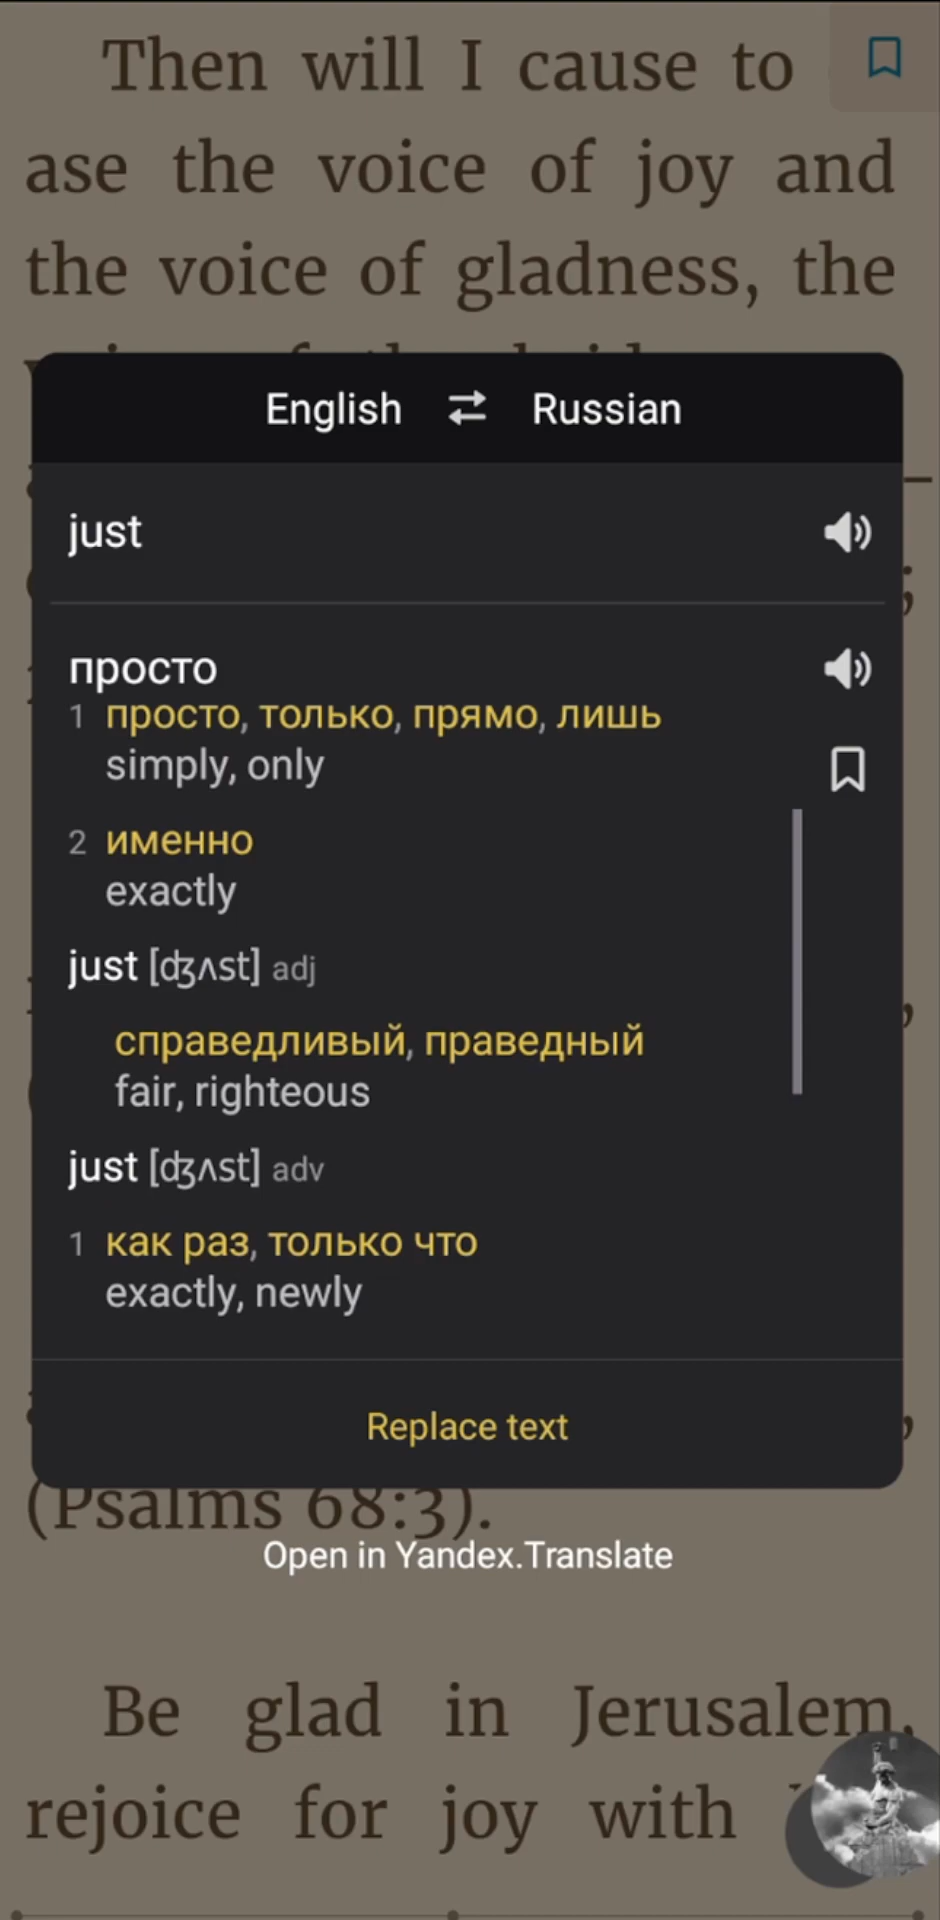 Then will I cause to
ase the voice of joy and
the voice of gladness, the
English Russian
just
просто
1 просто, только, прямо, лишь
simply, only
2 именно
exactly
just [ʤʌst] adj
справедливый, праведный
fair, righteous
just [ʤʌst] adv
1 как раз, только что
exactly, newly
Replace text
(Psalms 68:3).
Open in Yandex.Translate
Be glad in Jerusalem,
rejoice for joy with